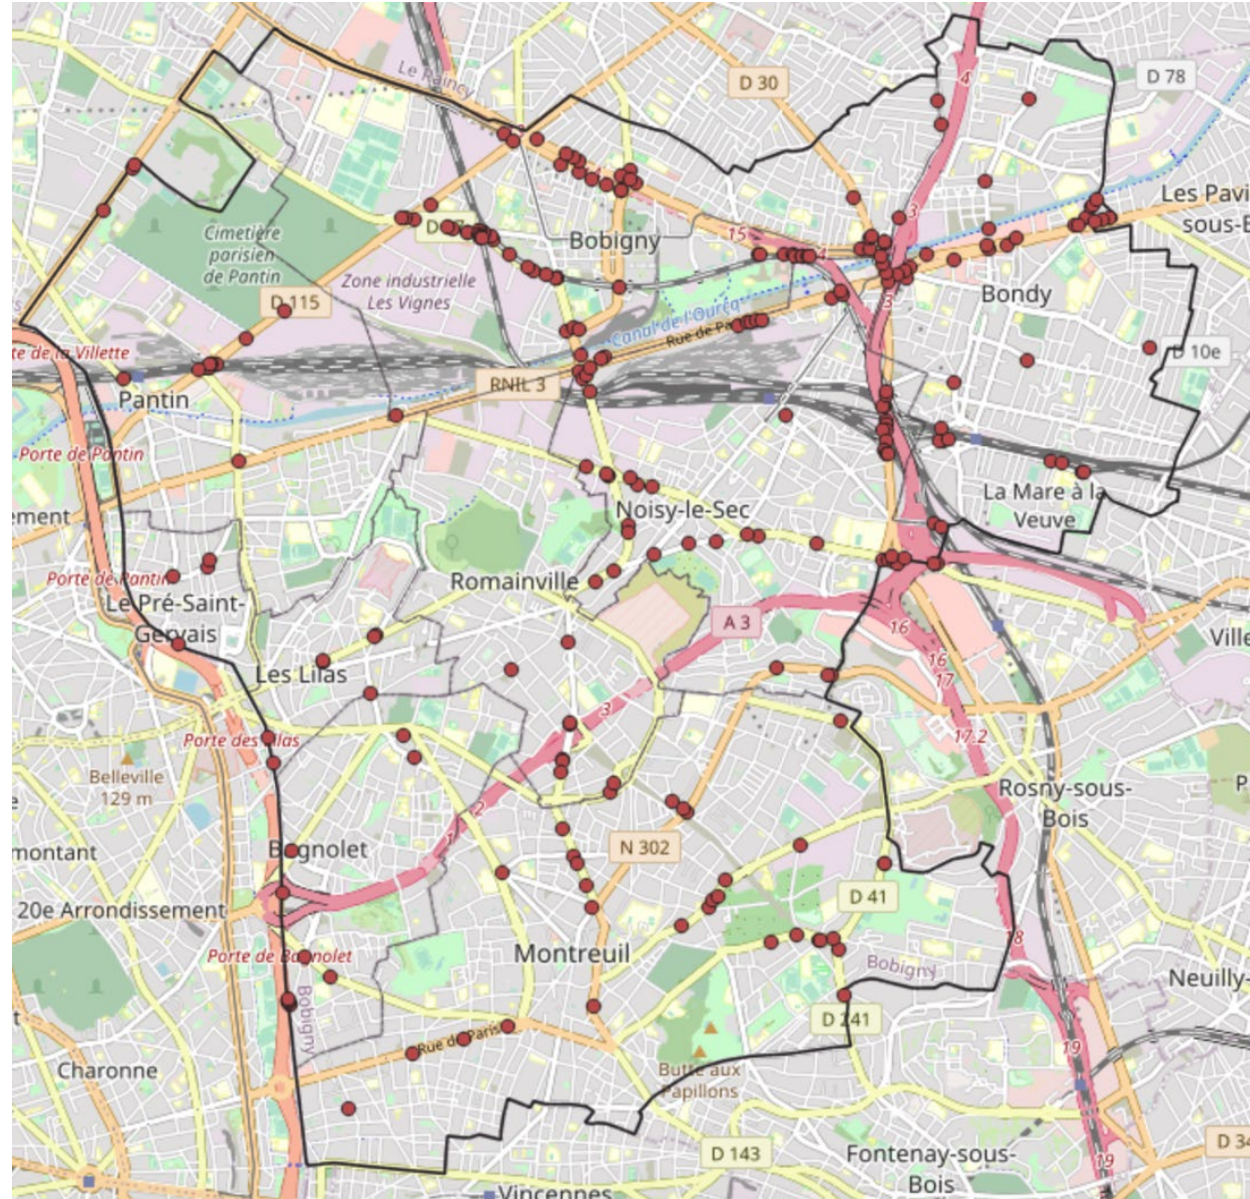 4
Le Raincy
D 30
D 78
Les Pavi
sous-B
3
Cimetière
parisien
de Pantin
Bobigny
15
4
Zone industrielle
Les Vignes
Bondy
D 115
3
Canal de l'Ourcq
Rue de Pa
te de la Villette
D 10e
RNIL 3
Pantin
Porte de Pantin
La Mare à la
Veuve
Noisy-le-Sec
ement
Porte de Pantin
Romainville
Le Pré-Saint-
Gervais
A 3
16
Ville
16
17
Les Lilas
3
17.2
Porte des Lilas
Belleville
129 m
Rosny-sous-
Bois
P
2
1
N 302
montant
Bagnolet
D 41
20e Arrondissement
18
Montreuil
Porte de Bagnolet
Bobigny
Neuilly-
Bobigny
t
D 241
Rue de Paris
19
Charonne
Butte aux
Papillons
D 143
D 34
Fontenay-sous-
Bois
19
Vincennes